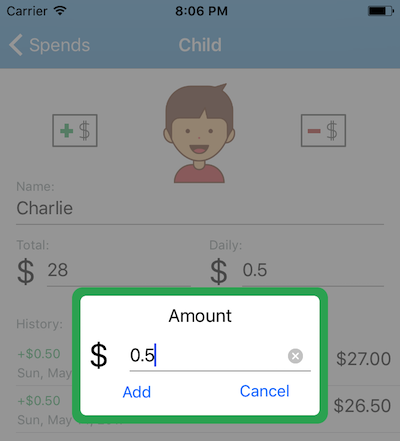 Carrier 8:06 PM
Spends Child
+ $ - $
Name:
Charlie
Total: Daily:
$ 28 $ 0.5
Amount
History:
$ 0.5
+$0.50 $27.00
Sun, May
Add Cancel
+$0.50 $26.50
Sun, May